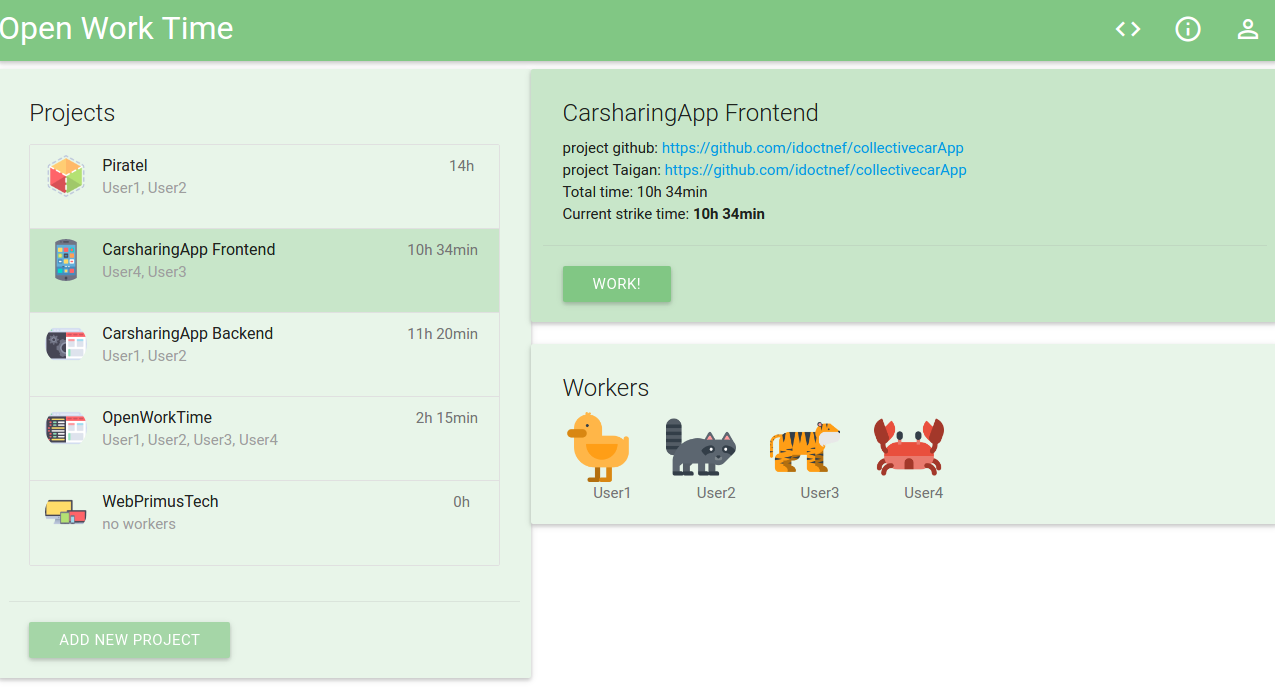 Open Work Time
Projects
Piratel
14h
User1, User2
CarsharingApp Frontend
10h 34min
User4, User3
CarsharingApp Backend
11h 20min
User1, User2
OpenWorkTime
2h 15min
User1, User2, User3, User4
WebPrimusTech
0h
no workers
ADD NEW PROJECT
CarsharingApp Frontend
project github: https://github.com/idoctnef/collectivecarApp
project Taigan: https://github.com/idoctnef/collectivecarApp
Total time: 10h 34min
Current strike time: 10h 34min
WORK!
Workers
User1
User2
User3
User4